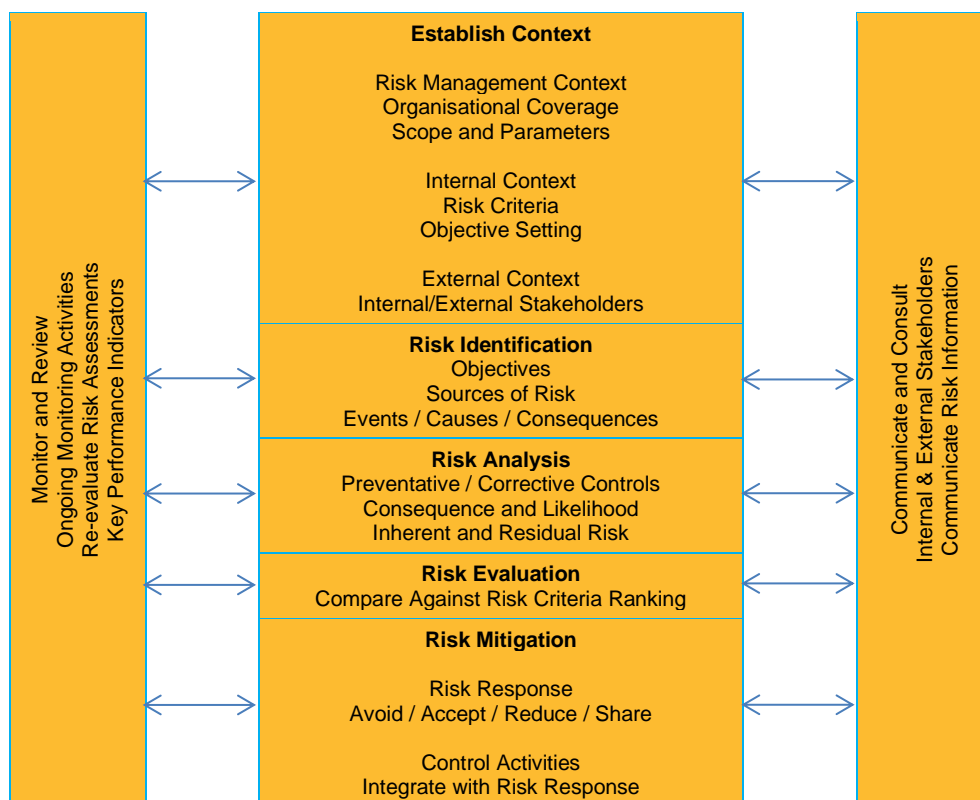 Monitor and Review
Ongoing Monitoring Activities
Re-evaluate Risk Assessments
Key Performance Indicators
Establish Context
Risk Management Context
Organisational Coverage
Scope and Parameters
Internal Context
Risk Criteria
Objective Setting
External Context
Internal/External Stakeholders
Risk Identification
Objectives
Sources of Risk
Events / Causes / Consequences
Risk Analysis
Preventative / Corrective Controls
Consequence and Likelihood
Inherent and Residual Risk
Risk Evaluation
Compare Against Risk Criteria Ranking
Risk Mitigation
Risk Response
Avoid / Accept / Reduce / Share
Control Activities
Integrate with Risk Response
Communicate and Consult
Internal & External Stakeholders
Communicate Risk Information